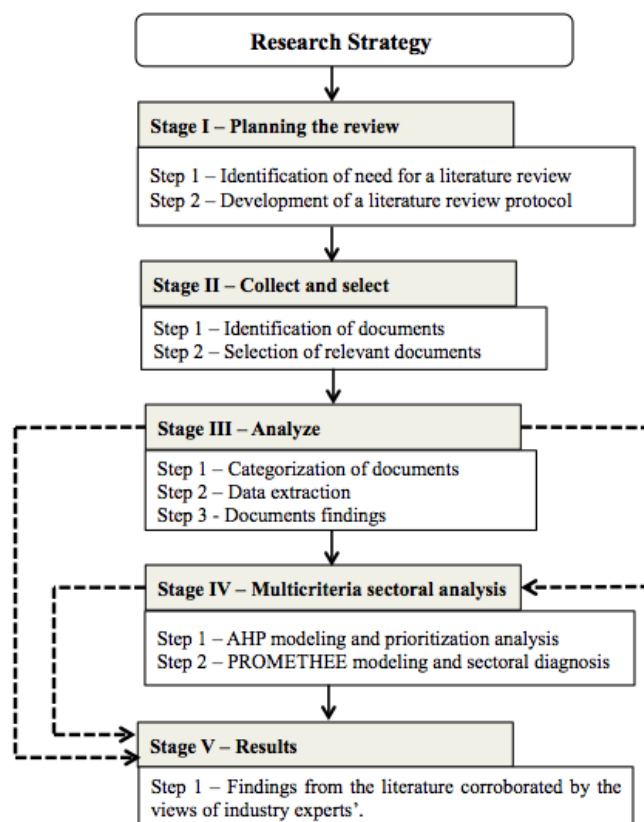 Research Strategy
Stage I – Planning the review
Step 1 – Identification of need for a literature review
Step 2 – Development of a literature review protocol
Stage II – Collect and select
Step 1 – Identification of documents
Step 2 – Selection of relevant documents
Stage III – Analyze
Step 1 – Categorization of documents
Step 2 – Data extraction
Step 3 - Documents findings
Stage IV – Multicriteria sectoral analysis
Step 1 – AHP modeling and prioritization analysis
Step 2 – PROMETHEE modeling and sectoral diagnosis
Stage V – Results
Step 1 – Findings from the literature corroborated by the
views of industry experts’.